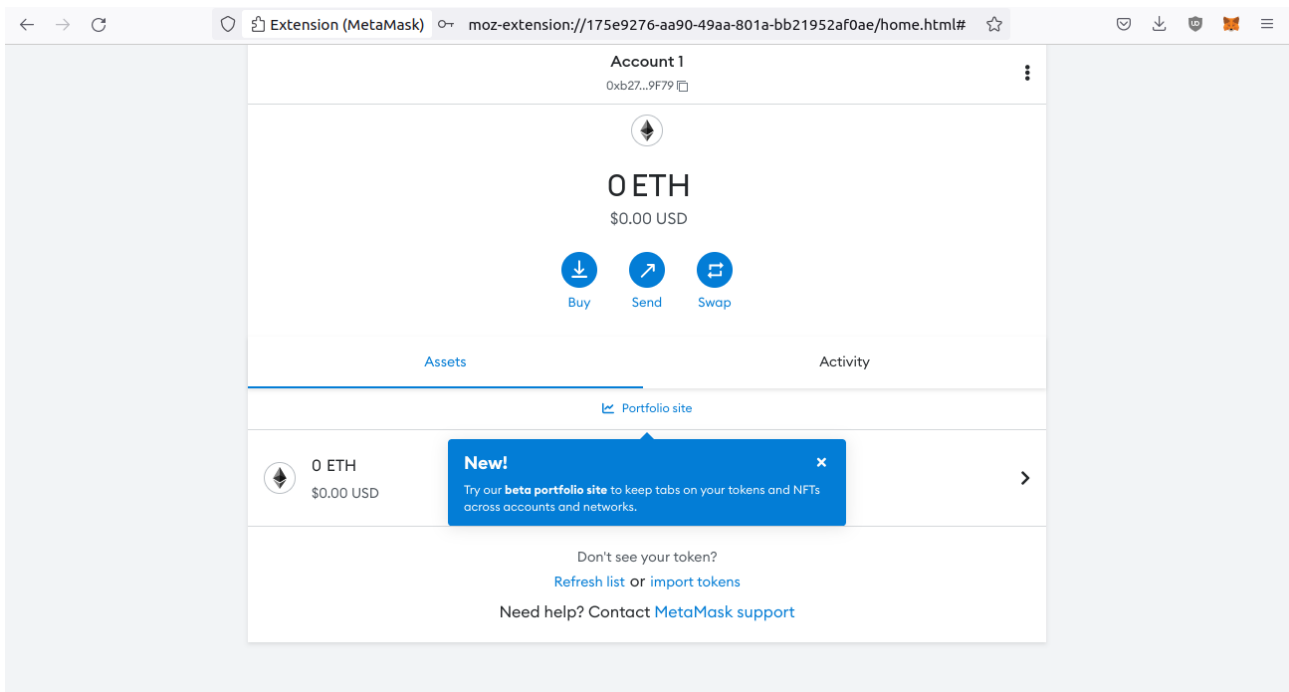 Extension (MetaMask) moz-extension://175e9276-aa90-49aa-801a-bb21952af0ae/home.html#
Account 1
0xb27...9F79
0 ETH
$0.00 USD
Buy Send Swap
Assets Activity
Portfolio site
0 ETH
$0.00 USD
New!
Try our beta portfolio site to keep tabs on your tokens and NFTs
across accounts and networks.
Don't see your token?
Refresh list or import tokens
Need help? Contact MetaMask support